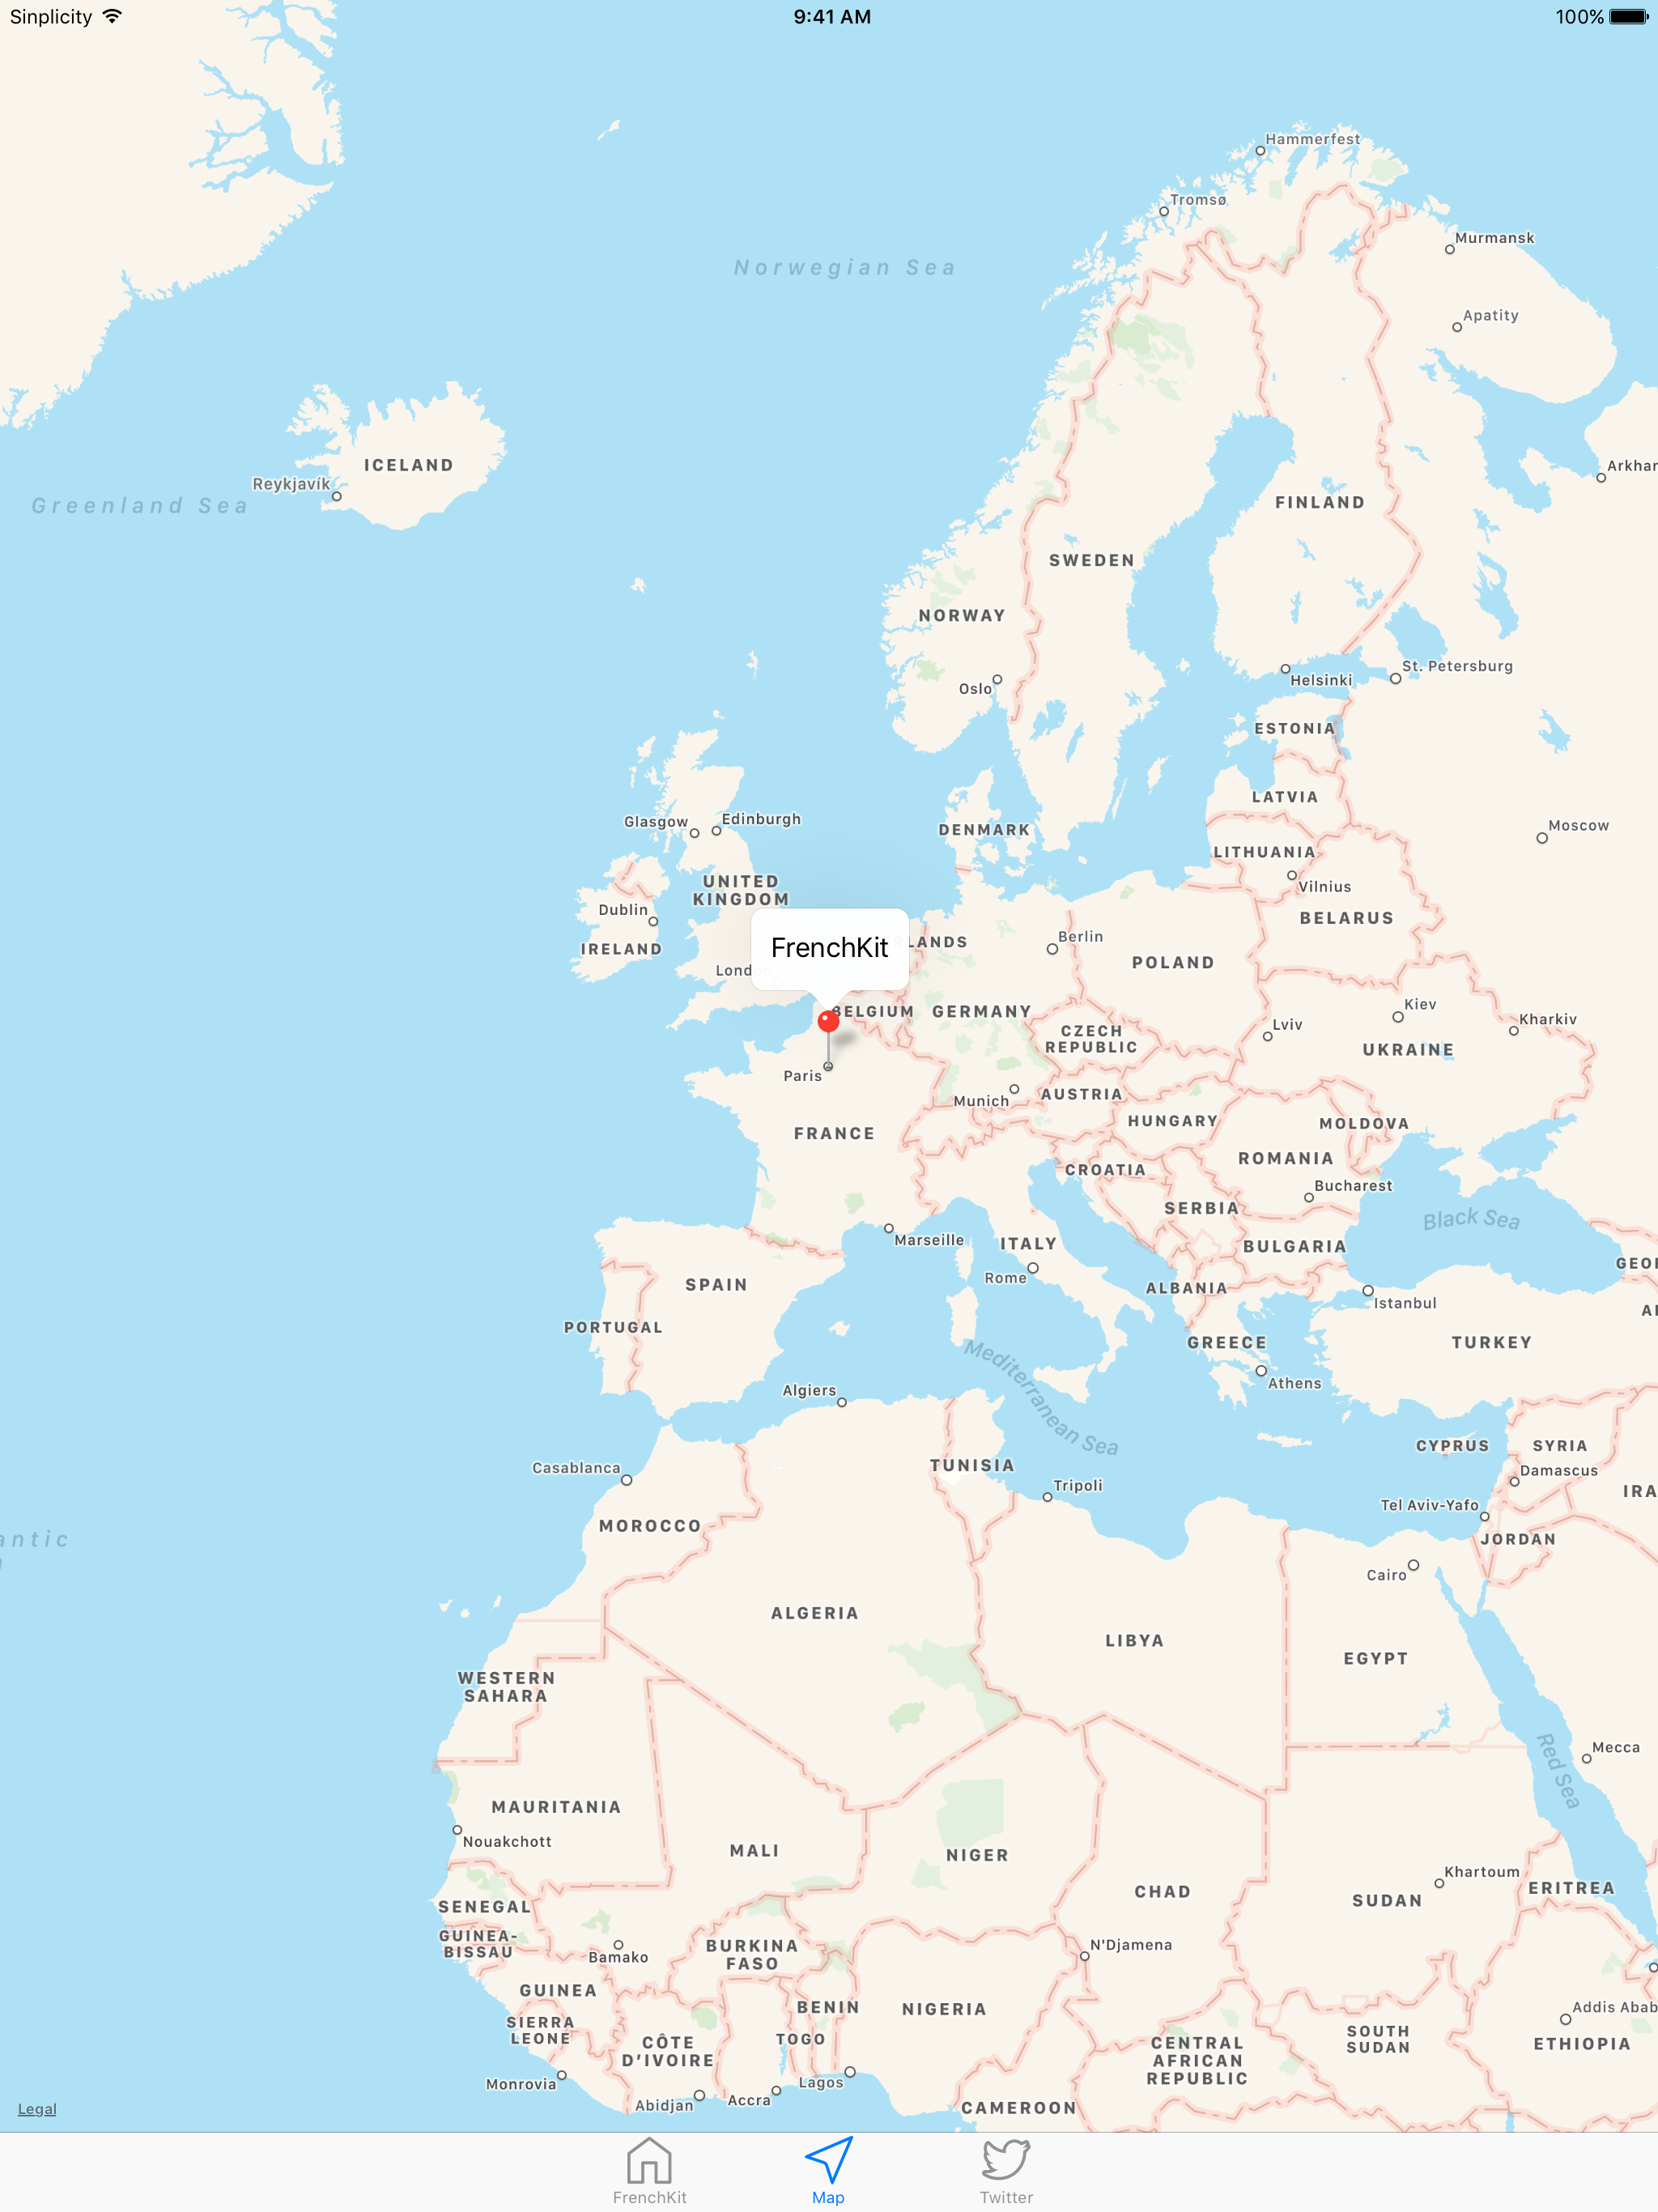 Sinplicity
9:41 AM
100%
Hammerfest
Tromsø
Murmansk
Norwegian Sea
Apatity
ICELAND
Arkhar
Reykjavík
Greenland Sea
FINLAND
SWEDEN
NORWAY
St. Petersburg
Helsinki
Oslo
ESTONIA
LATVIA
Glasgow
Edinburgh
Moscow
DENMARK
LITHUANIA
UNITED
KINGDOM
Vilnius
Dublin
BELARUS
Berlin
FrenchKit
RLANDS
IRELAND
POLAND
London
Kiev
BELGIUM
GERMANY
Kharkiv
Lviv
CZECH
REPUBLIC
UKRAINE
Paris
Munich
AUSTRIA
HUNGARY
MOLDOVA
FRANCE
ROMANIA
CROATIA
Bucharest
SERBIA
Black Sea
Marseille
ITALY
BULGARIA
GEOR
Rome
SPAIN
ALBANIA
Istanbul
AR
PORTUGAL
GREECE
TURKEY
Mediterranean Sea
Athens
Algiers
CYPRUS
SYRIA
TUNISIA
Casablanca
Damascus
Tripoli
IRA
Tel Aviv-Yafo
MOROCCO
antic
JORDAN
Cairo
ALGERIA
LIBYA
EGYPT
WESTERN
SAHARA
Mecca
Red Sea
MAURITANIA
Nouakchott
MALI
NIGER
Khartoum
CHAD
SUDAN
ERITREA
SENEGAL
GUINEA-
BISSAU
Bamako
BURKINA
FASO
N'Djamena
GUINEA
BENIN
NIGERIA
Addis Abab
SIERRA
LEONE
TOGO
CÔTE
D'IVOIRE
SOUTH
SUDAN
CENTRAL
AFRICAN
REPUBLIC
ETHIOPIA
Monrovia
Lagos
Accra
Abidjan
CAMEROON
Legal
FrenchKit
Map
Twitter